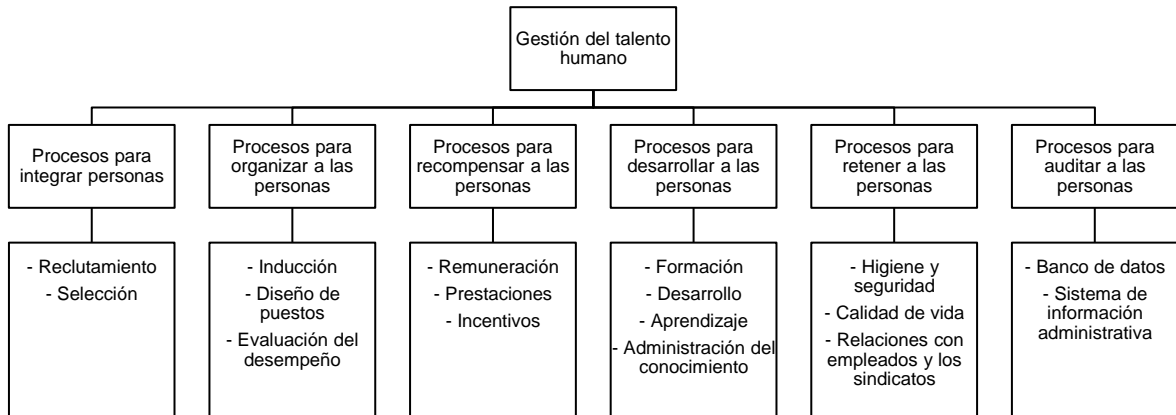 Gestión del talento
humano
Procesos para
integrar personas
Procesos para
organizar a las
personas
Procesos para
recompensar a las
personas
Procesos para
desarrollar a las
personas
Procesos para
retener a las
personas
Procesos para
auditar a las
personas
- Reclutamiento
- Selección
- Inducción
- Diseño de
puestos
- Evaluación del
desempeño
- Remuneración
- Prestaciones
- Incentivos
- Formación
- Desarrollo
- Aprendizaje
- Administración del
conocimiento
- Higiene y
seguridad
- Calidad de vida
- Relaciones con
empleados y los
sindicatos
- Banco de datos
- Sistema de
información
administrativa